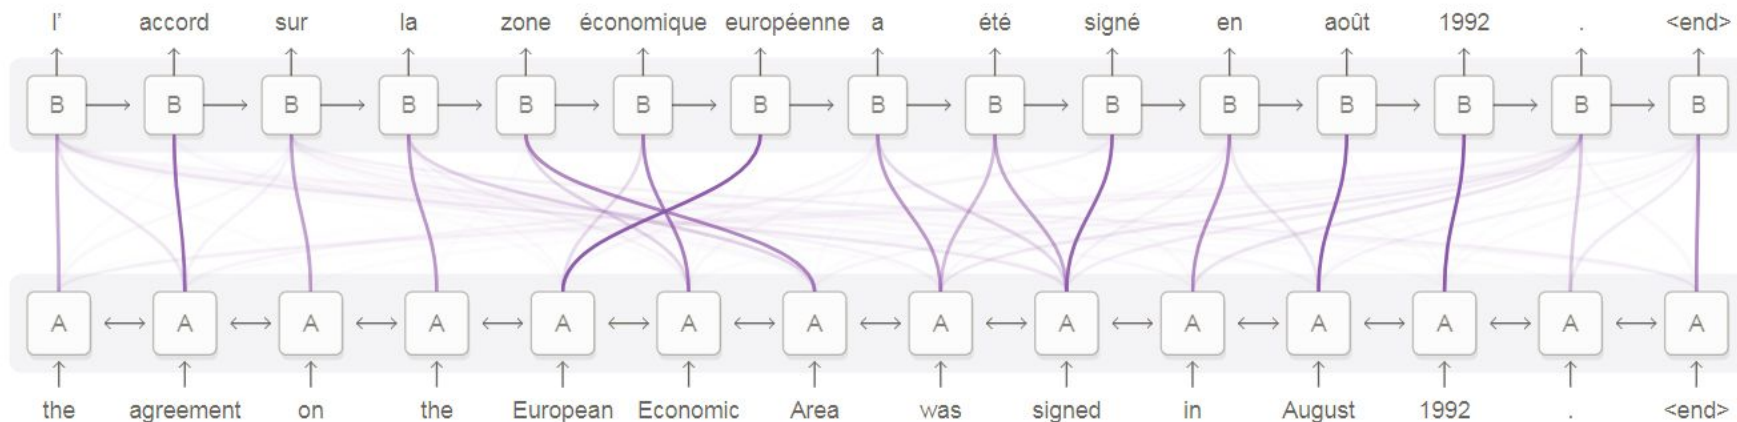 l' accord sur la zone économique européenne a été signé en août 1992 . <end>
B B B B B B B B B B B B B B B
A A A A A A A A A A A A A A
the agreement on the European Economic Area was signed in August 1992 . <end>